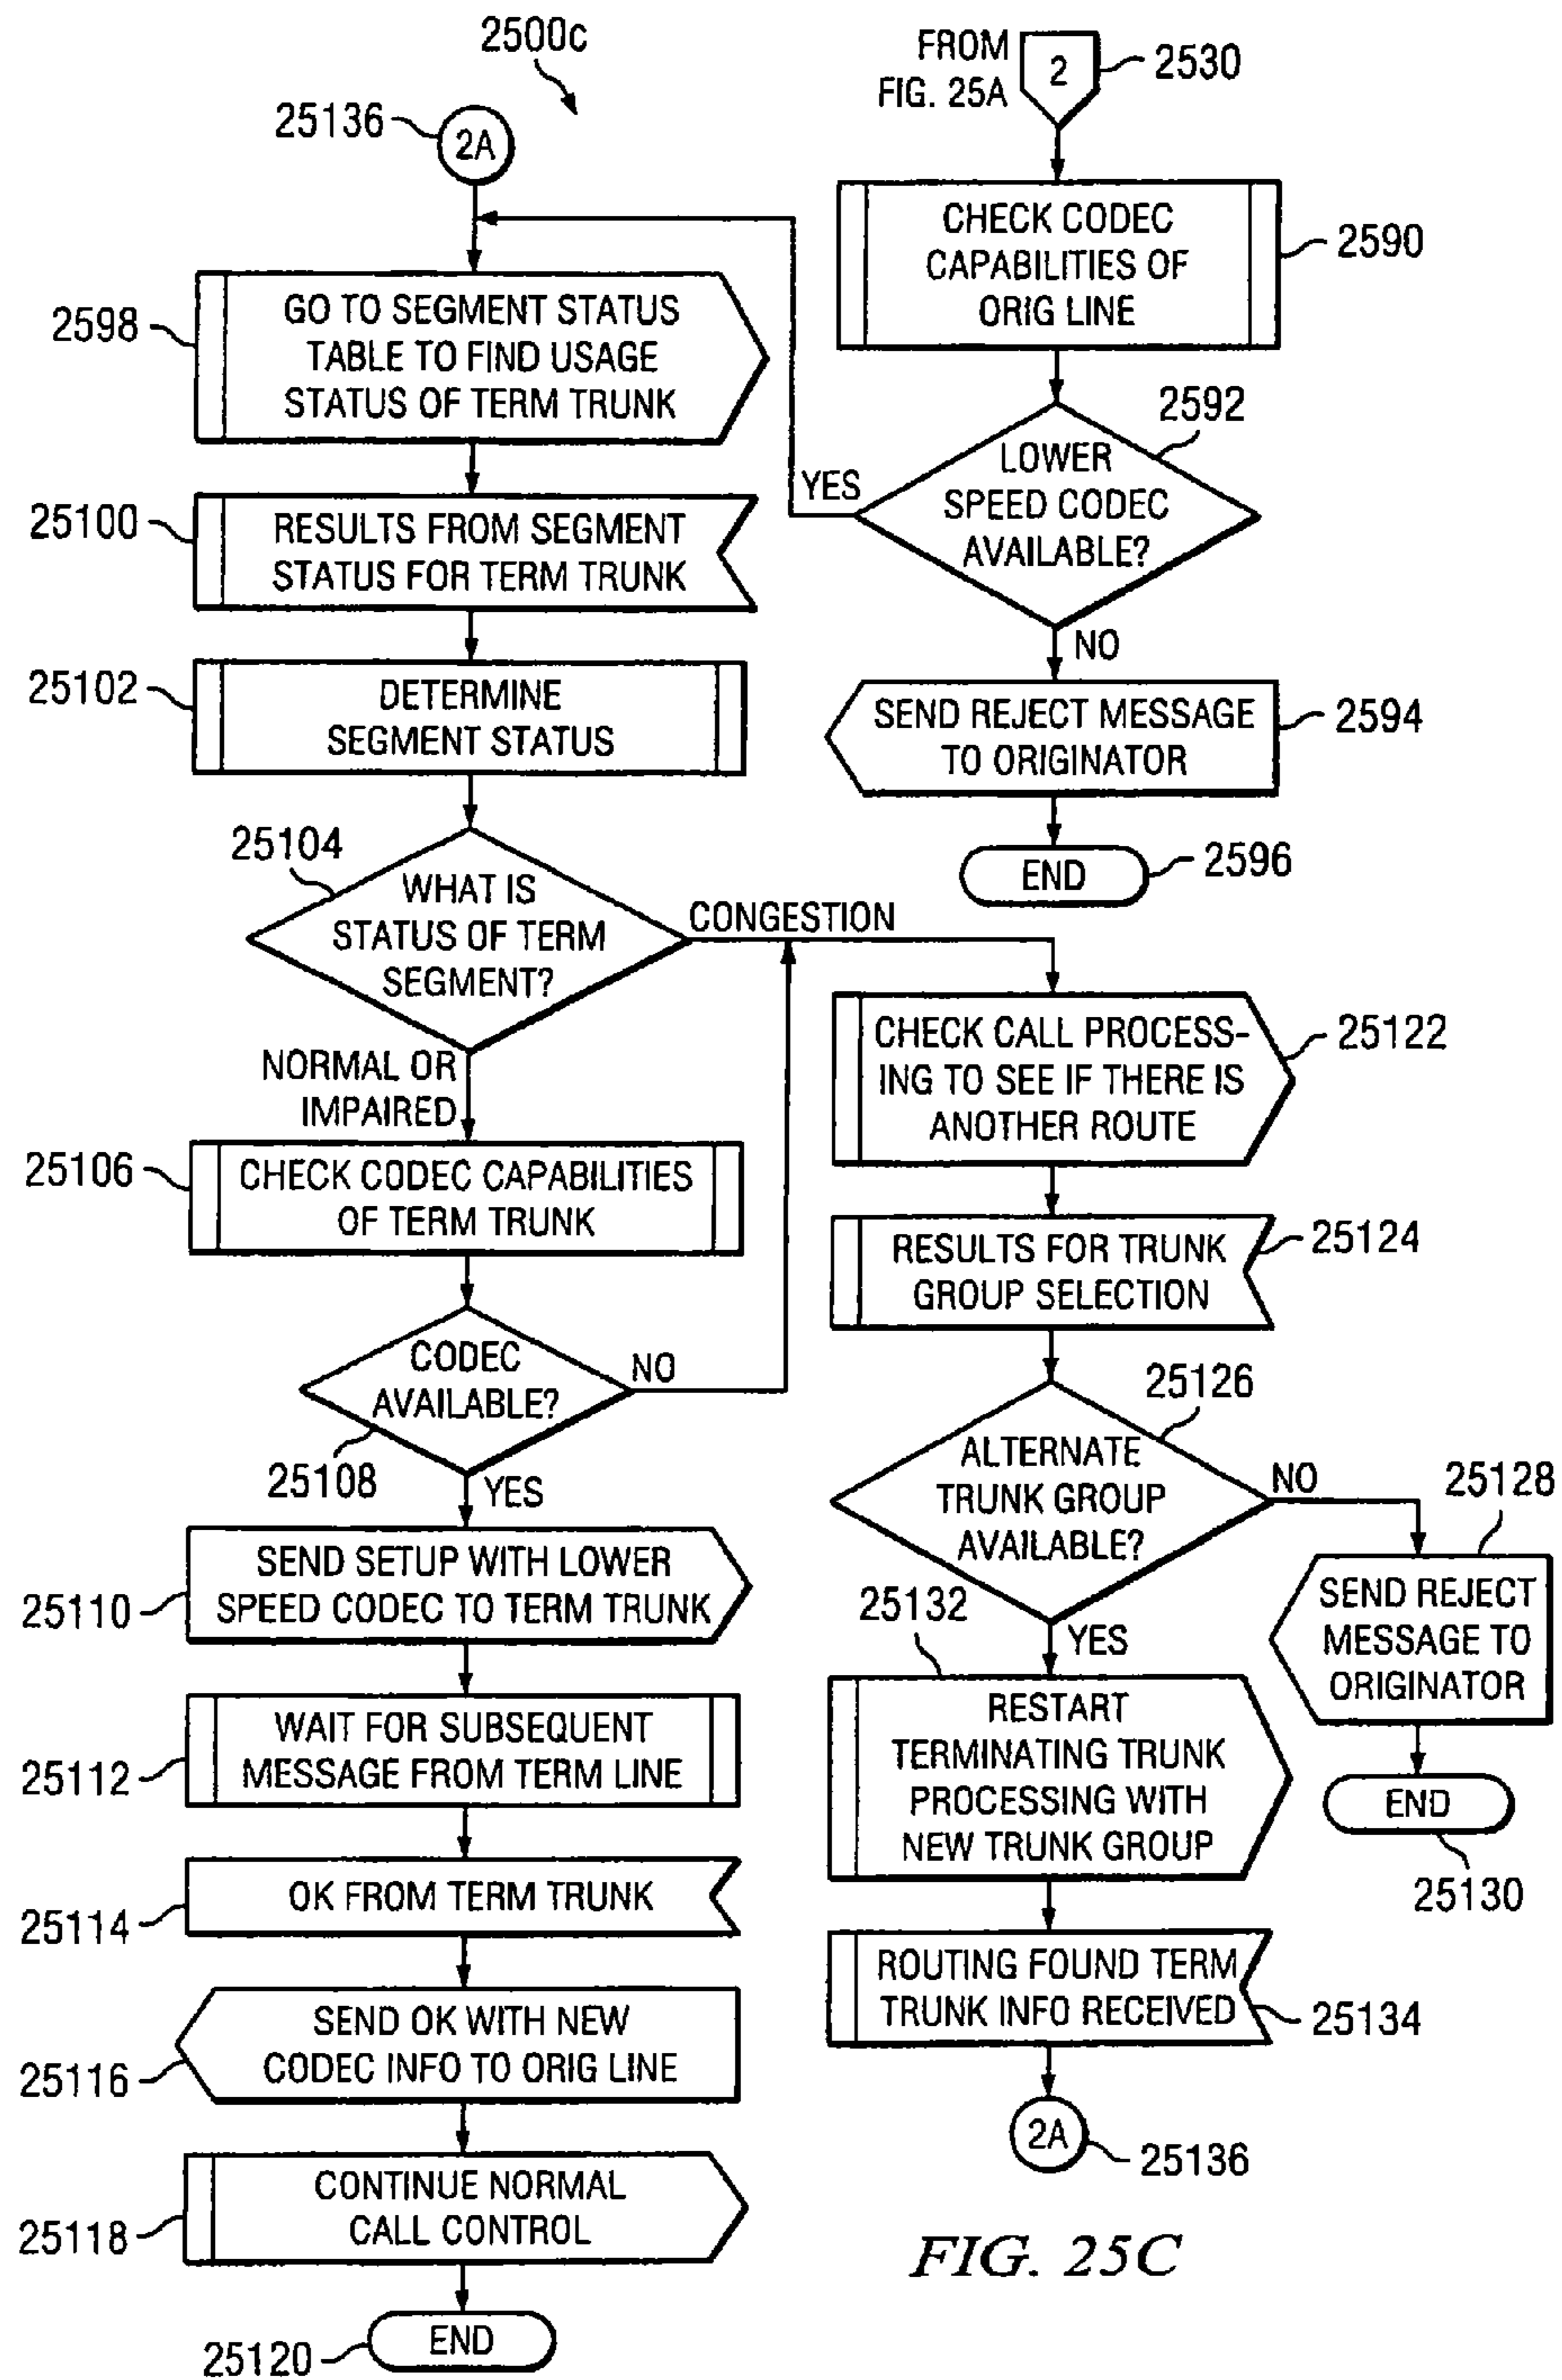 2500c
FROM
FIG. 25A
2
2530
25136
2A
CHECK CODEC
CAPABILITIES OF
ORIG LINE
2590
2598
GO TO SEGMENT STATUS
TABLE TO FIND USAGE
STATUS OF TERM TRUNK
2592
LOWER
SPEED CODEC
AVAILABLE?
YES
NO
25100
RESULTS FROM SEGMENT
STATUS FOR TERM TRUNK
25102
DETERMINE
SEGMENT STATUS
SEND REJECT MESSAGE
TO ORIGINATOR
2594
END
2596
25104
WHAT IS
STATUS OF TERM
SEGMENT?
CONGESTION
NORMAL OR
IMPAIRED
25106
CHECK CODEC CAPABILITIES
OF TERM TRUNK
CODEC
AVAILABLE?
NO
25108
YES
25110
SEND SETUP WITH LOWER
SPEED CODEC TO TERM TRUNK
25112
WAIT FOR SUBSEQUENT
MESSAGE FROM TERM LINE
25114
OK FROM TERM TRUNK
25116
SEND OK WITH NEW
CODEC INFO TO ORIG LINE
25118
CONTINUE NORMAL
CALL CONTROL
25120
END
CHECK CALL PROCESS-
ING TO SEE IF THERE IS
ANOTHER ROUTE
25122
RESULTS FOR TRUNK
GROUP SELECTION
25124
25126
ALTERNATE
TRUNK GROUP
AVAILABLE?
NO
25128
SEND REJECT
MESSAGE TO
ORIGINATOR
END
25130
YES
25132
RESTART
TERMINATING TRUNK
PROCESSING WITH
NEW TRUNK GROUP
ROUTING FOUND TERM
TRUNK INFO RECEIVED
25134
2A
25136
FIG. 25C